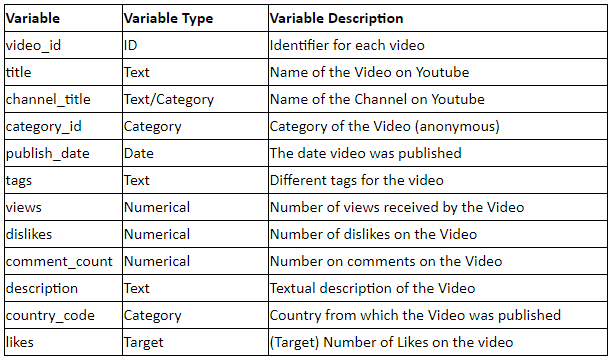 Variable Variable Type Variable Description
video_id ID Identifier for each video
title Text Name of the Video on Youtube
channel_title Text/Category Name of the Channel on Youtube
category_id Category Category of the Video (anonymous)
publish_date Date The date video was published
tags Text Different tags for the video
views Numerical Number of views received by the Video
dislikes Numerical Number of dislikes on the Video
comment_count Numerical Number on comments on the Video
description Text Textual description of the Video
country_code Category Country from which the Video was published
likes Target (Target) Number of Likes on the video